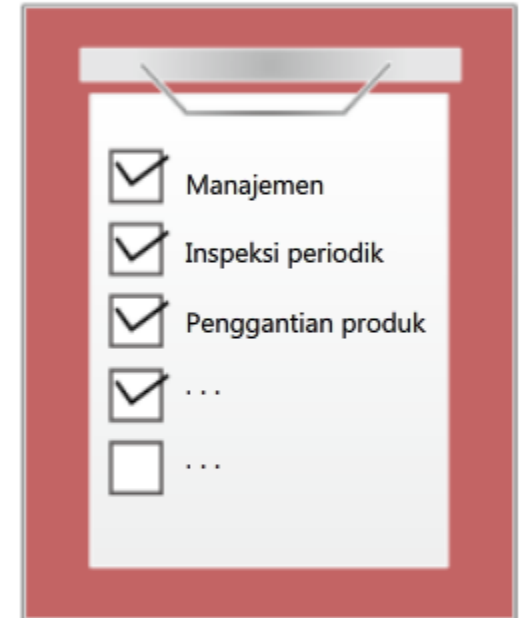 Manajemen
Inspeksi periodik
Penggantian produk
. . .
. . .